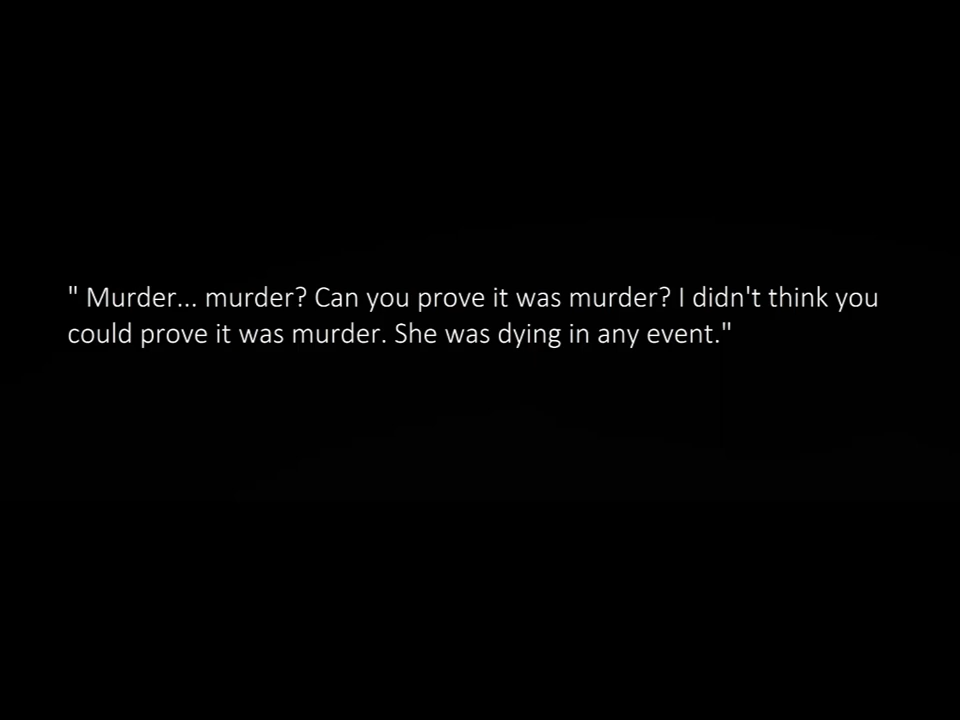 " Murder... murder? Can you prove it was murder? I didn't think you
could prove it was murder. She was dying in any event."